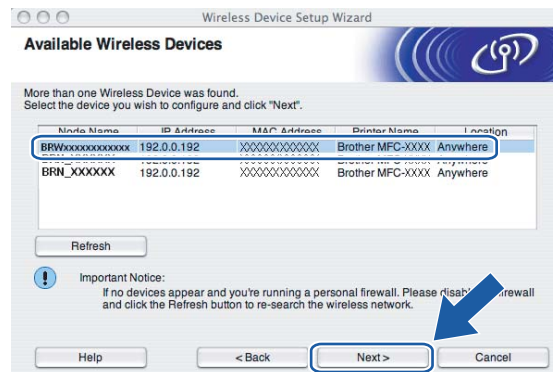 Wireless Device Setup Wizard
Available Wireless Devices
More than one Wireless Device was found.
Select the device you wish to configure and click "Next".
Node Name IP Address MAC Address Printer Name Location
BRWxxxxxxxxxxxx 192.0.0.192 XXXXXXXXXXXX Brother MFC-XXXX Anywhere
BRN_XXXXXX 192.0.0.192 XXXXXXXXXXXX Brother MFC-XXXX Anywhere
Refresh
Important Notice:
If no devices appear and you're running a personal firewall. Please firewall
and click the Refresh button to re-search the wireless network.
Help < Back Next > Cancel